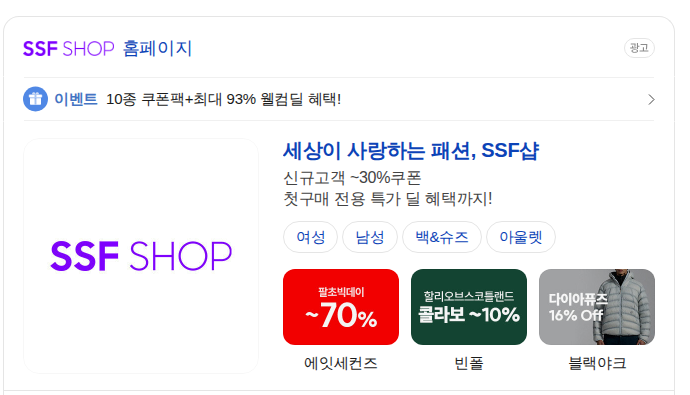 SSF SHOP 홈페이지
광고
이벤트 10종 쿠폰팩+최대 93% 웰컴딜 혜택!
세상이 사랑하는 패션, SSF샵
신규고객 ~30%쿠폰
첫구매 전용 특가 딜 혜택까지!
여성 남성 백&슈즈 아울렛
SSF SHOP
팔초빅데이
~70%
에잇세컨즈
할리오브스코틀랜드
콜라보 ~10%
빈폴
다이아퓨즈
16% Off
블랙야크